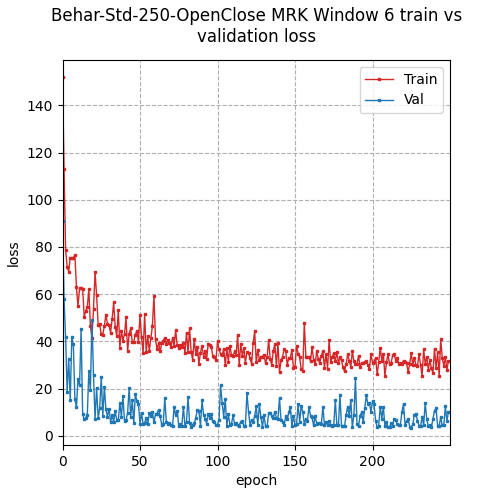 Behar-Std-250-OpenClose MRK Window 6 train vs
validation loss
Train
Val
loss
140
120
100
80
60
40
20
0
0
50
100
150
200
epoch